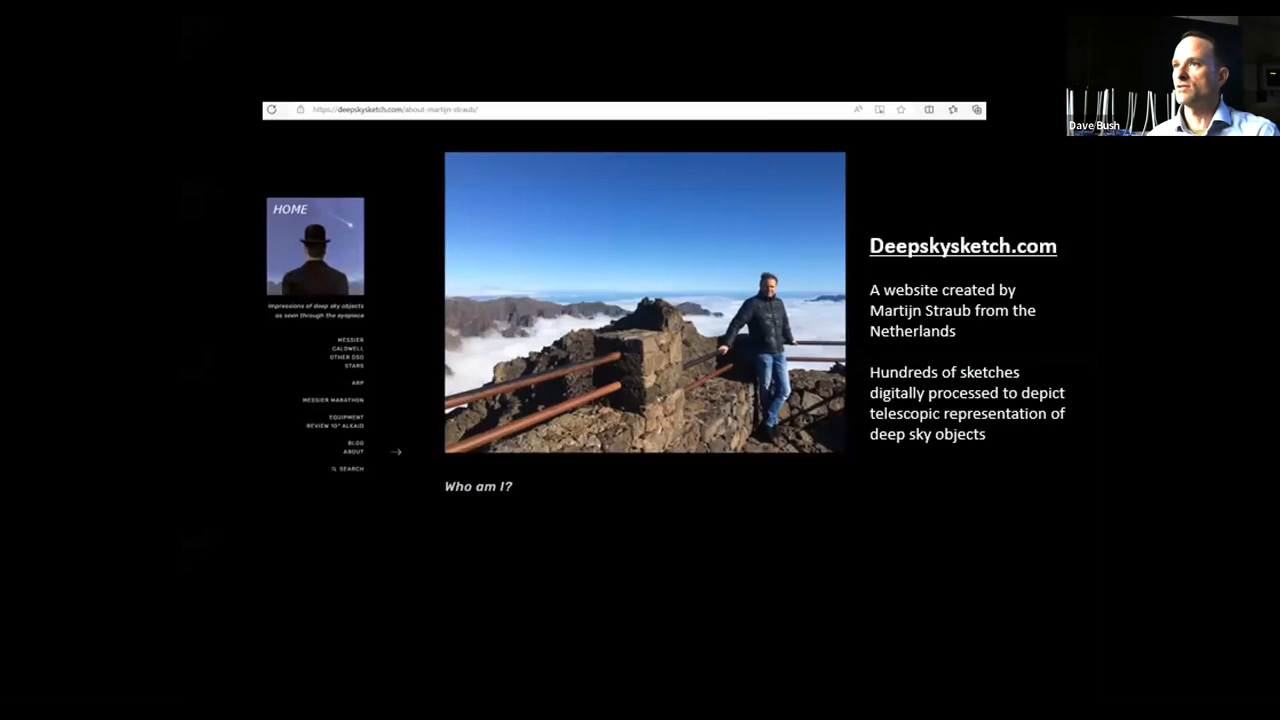 https://deepskysketch.com/about-martijn-straub/
Dave Bush
HOME
Impressions of deep sky objects
as seen through the eyepiece
MESSIER
CALDWELL
OTHER DSO
STARS
ARP
MESSIER MARATHON
EQUIPMENT
REVIEW 10" ALKAID
BLOG
ABOUT
SEARCH
Who am I?
Deepskysketch.com
A website created by
Martijn Straub from the
Netherlands
Hundreds of sketches
digitally processed to depict
telescopic representation of
deep sky objects